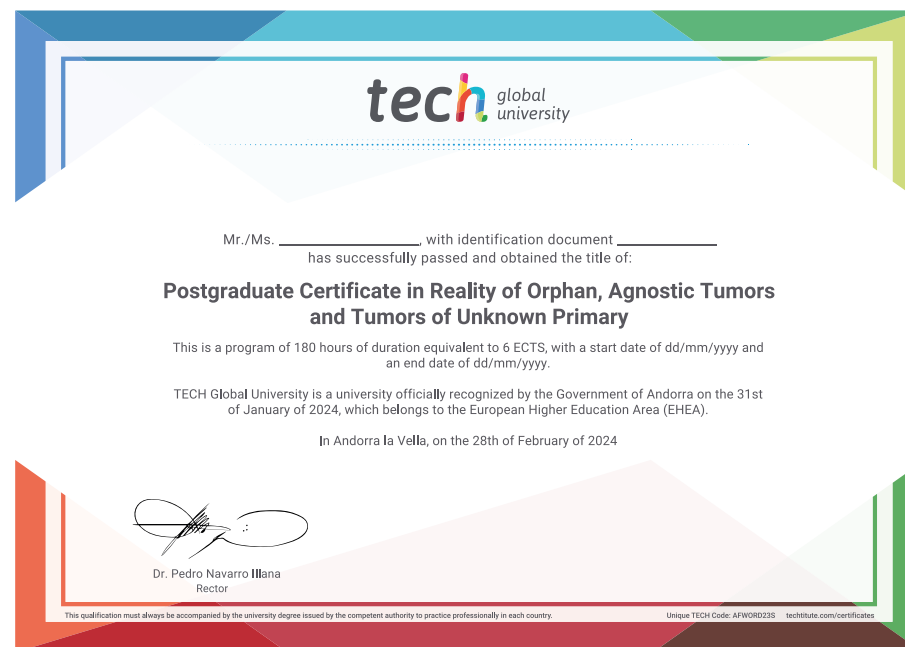 tech global university
Mr./Ms. ____________________, with identification document ______________
has successfully passed and obtained the title of:
Postgraduate Certificate in Reality of Orphan, Agnostic Tumors
and Tumors of Unknown Primary
This is a program of 180 hours of duration equivalent to 6 ECTS, with a start date of dd/mm/yyyy and
an end date of dd/mm/yyyy.
TECH Global University is a university officially recognized by the Government of Andorra on the 31st
of January of 2024, which belongs to the European Higher Education Area (EHEA).
In Andorra la Vella, on the 28th of February of 2024
Dr. Pedro Navarro Illana
Rector
This qualification must always be accompanied by the university degree issued by the competent authority to practice professionally in each country.
Unique TECH Code: AFWORD23S techtitute.com/certificates